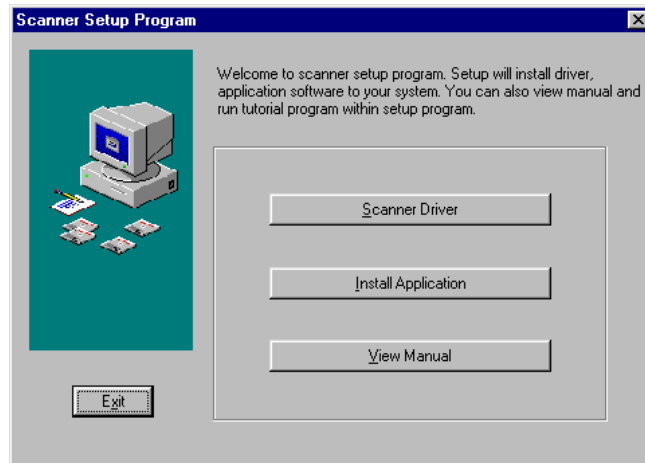 Scanner Setup Program
Welcome to scanner setup program. Setup will install driver,
application software to your system. You can also view manual and
run tutorial program within setup program.
Scanner Driver
Install Application
View Manual
Exit